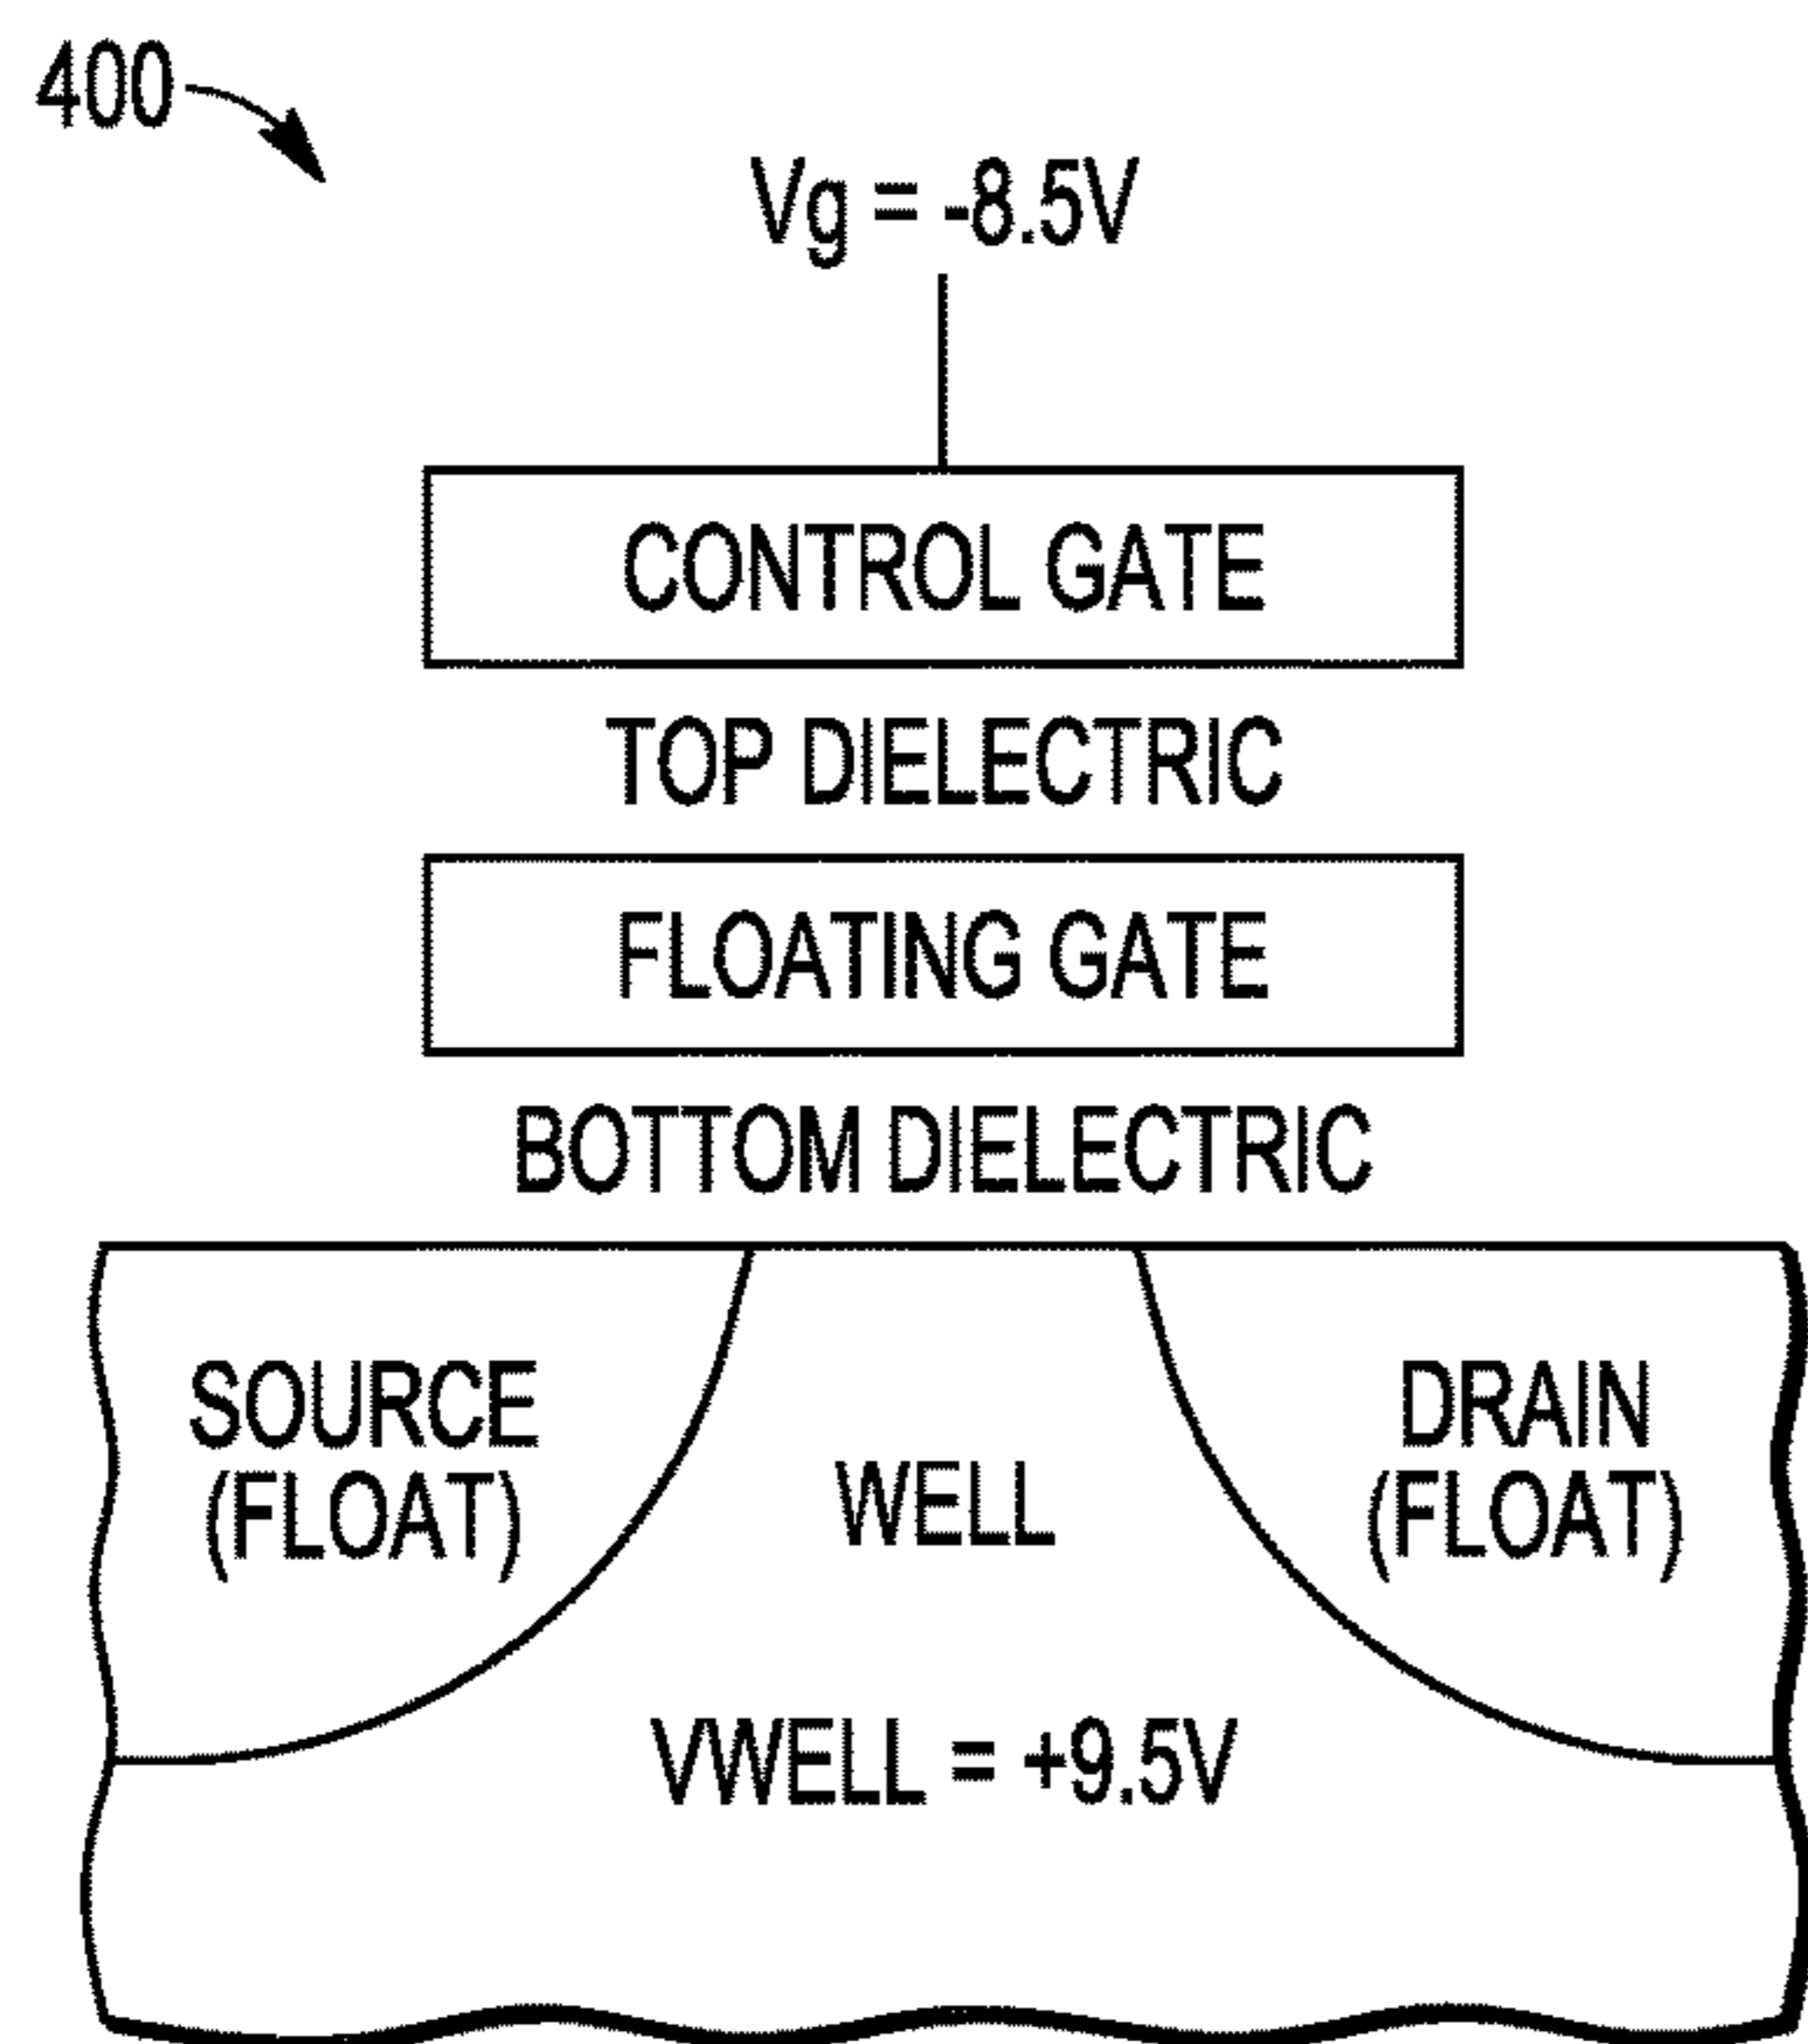 400
Vg = -8.5V
CONTROL GATE
TOP DIELECTRIC
FLOATING GATE
BOTTOM DIELECTRIC
SOURCE
(FLOAT)
WELL
DRAIN
(FLOAT)
VWELL = +9.5V